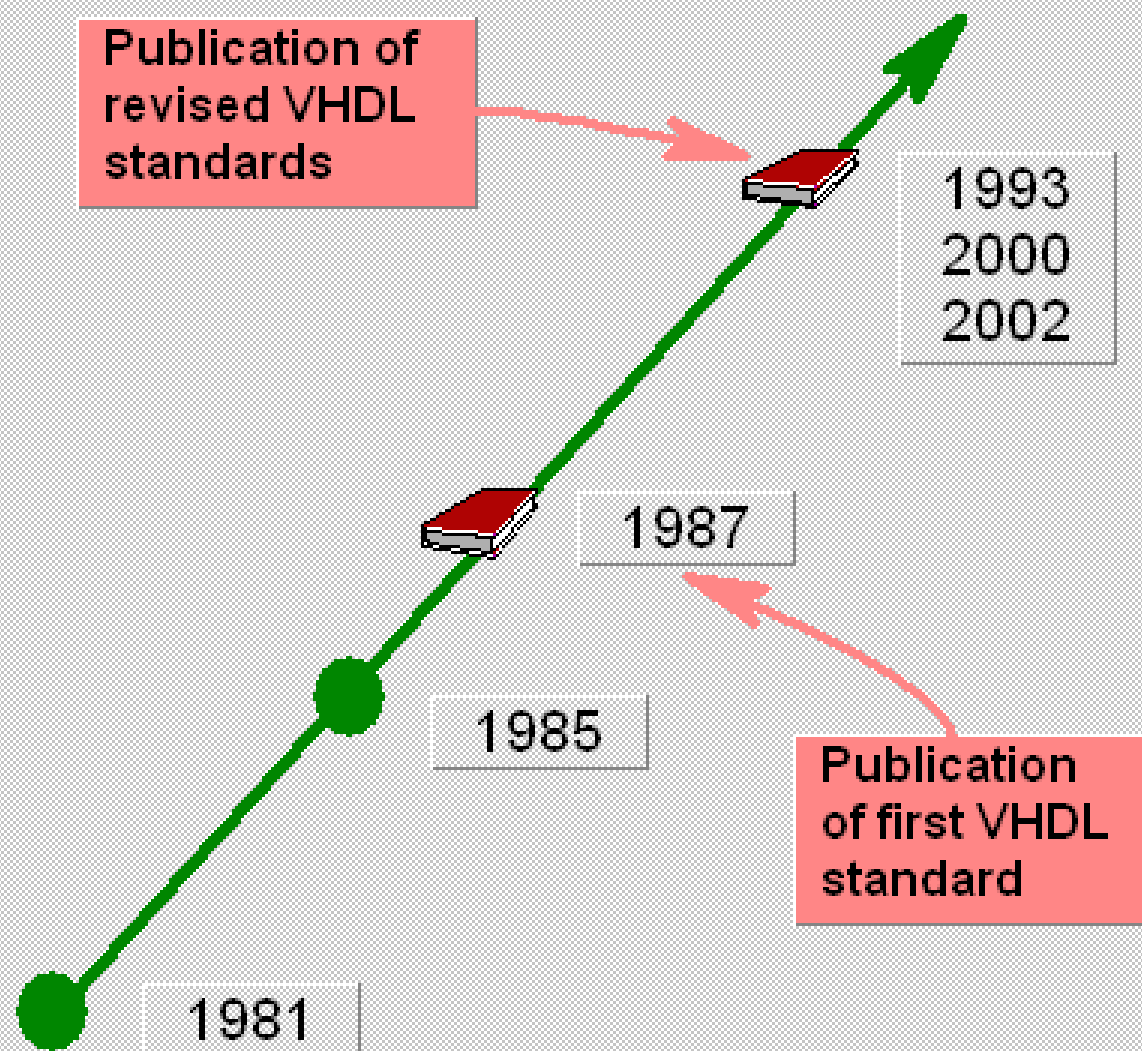 Publication of
revised VHDL
standards
1993
2000
2002
1987
1985
Publication
of first VHDL
standard
1981